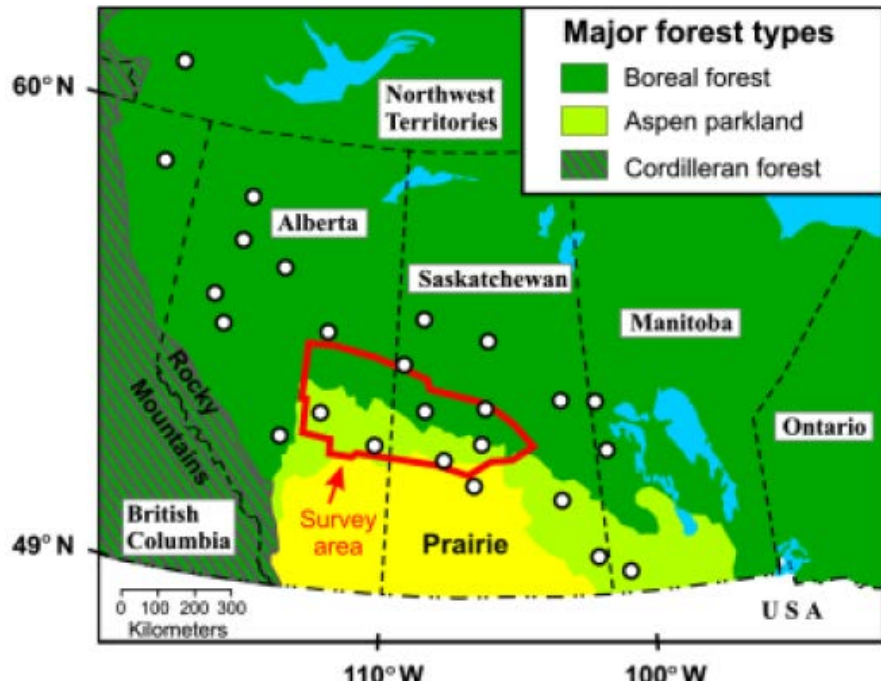 Major forest types
Boreal forest
Aspen parkland
Cordilleran forest
60° N
Northwest
Territories
Alberta
Saskatchewan
Manitoba
Rocky
Mountains
Ontario
British
Columbia
Survey
area
Prairie
49° N
0 100 200 300
Kilometers
U S A
110° W
100° W